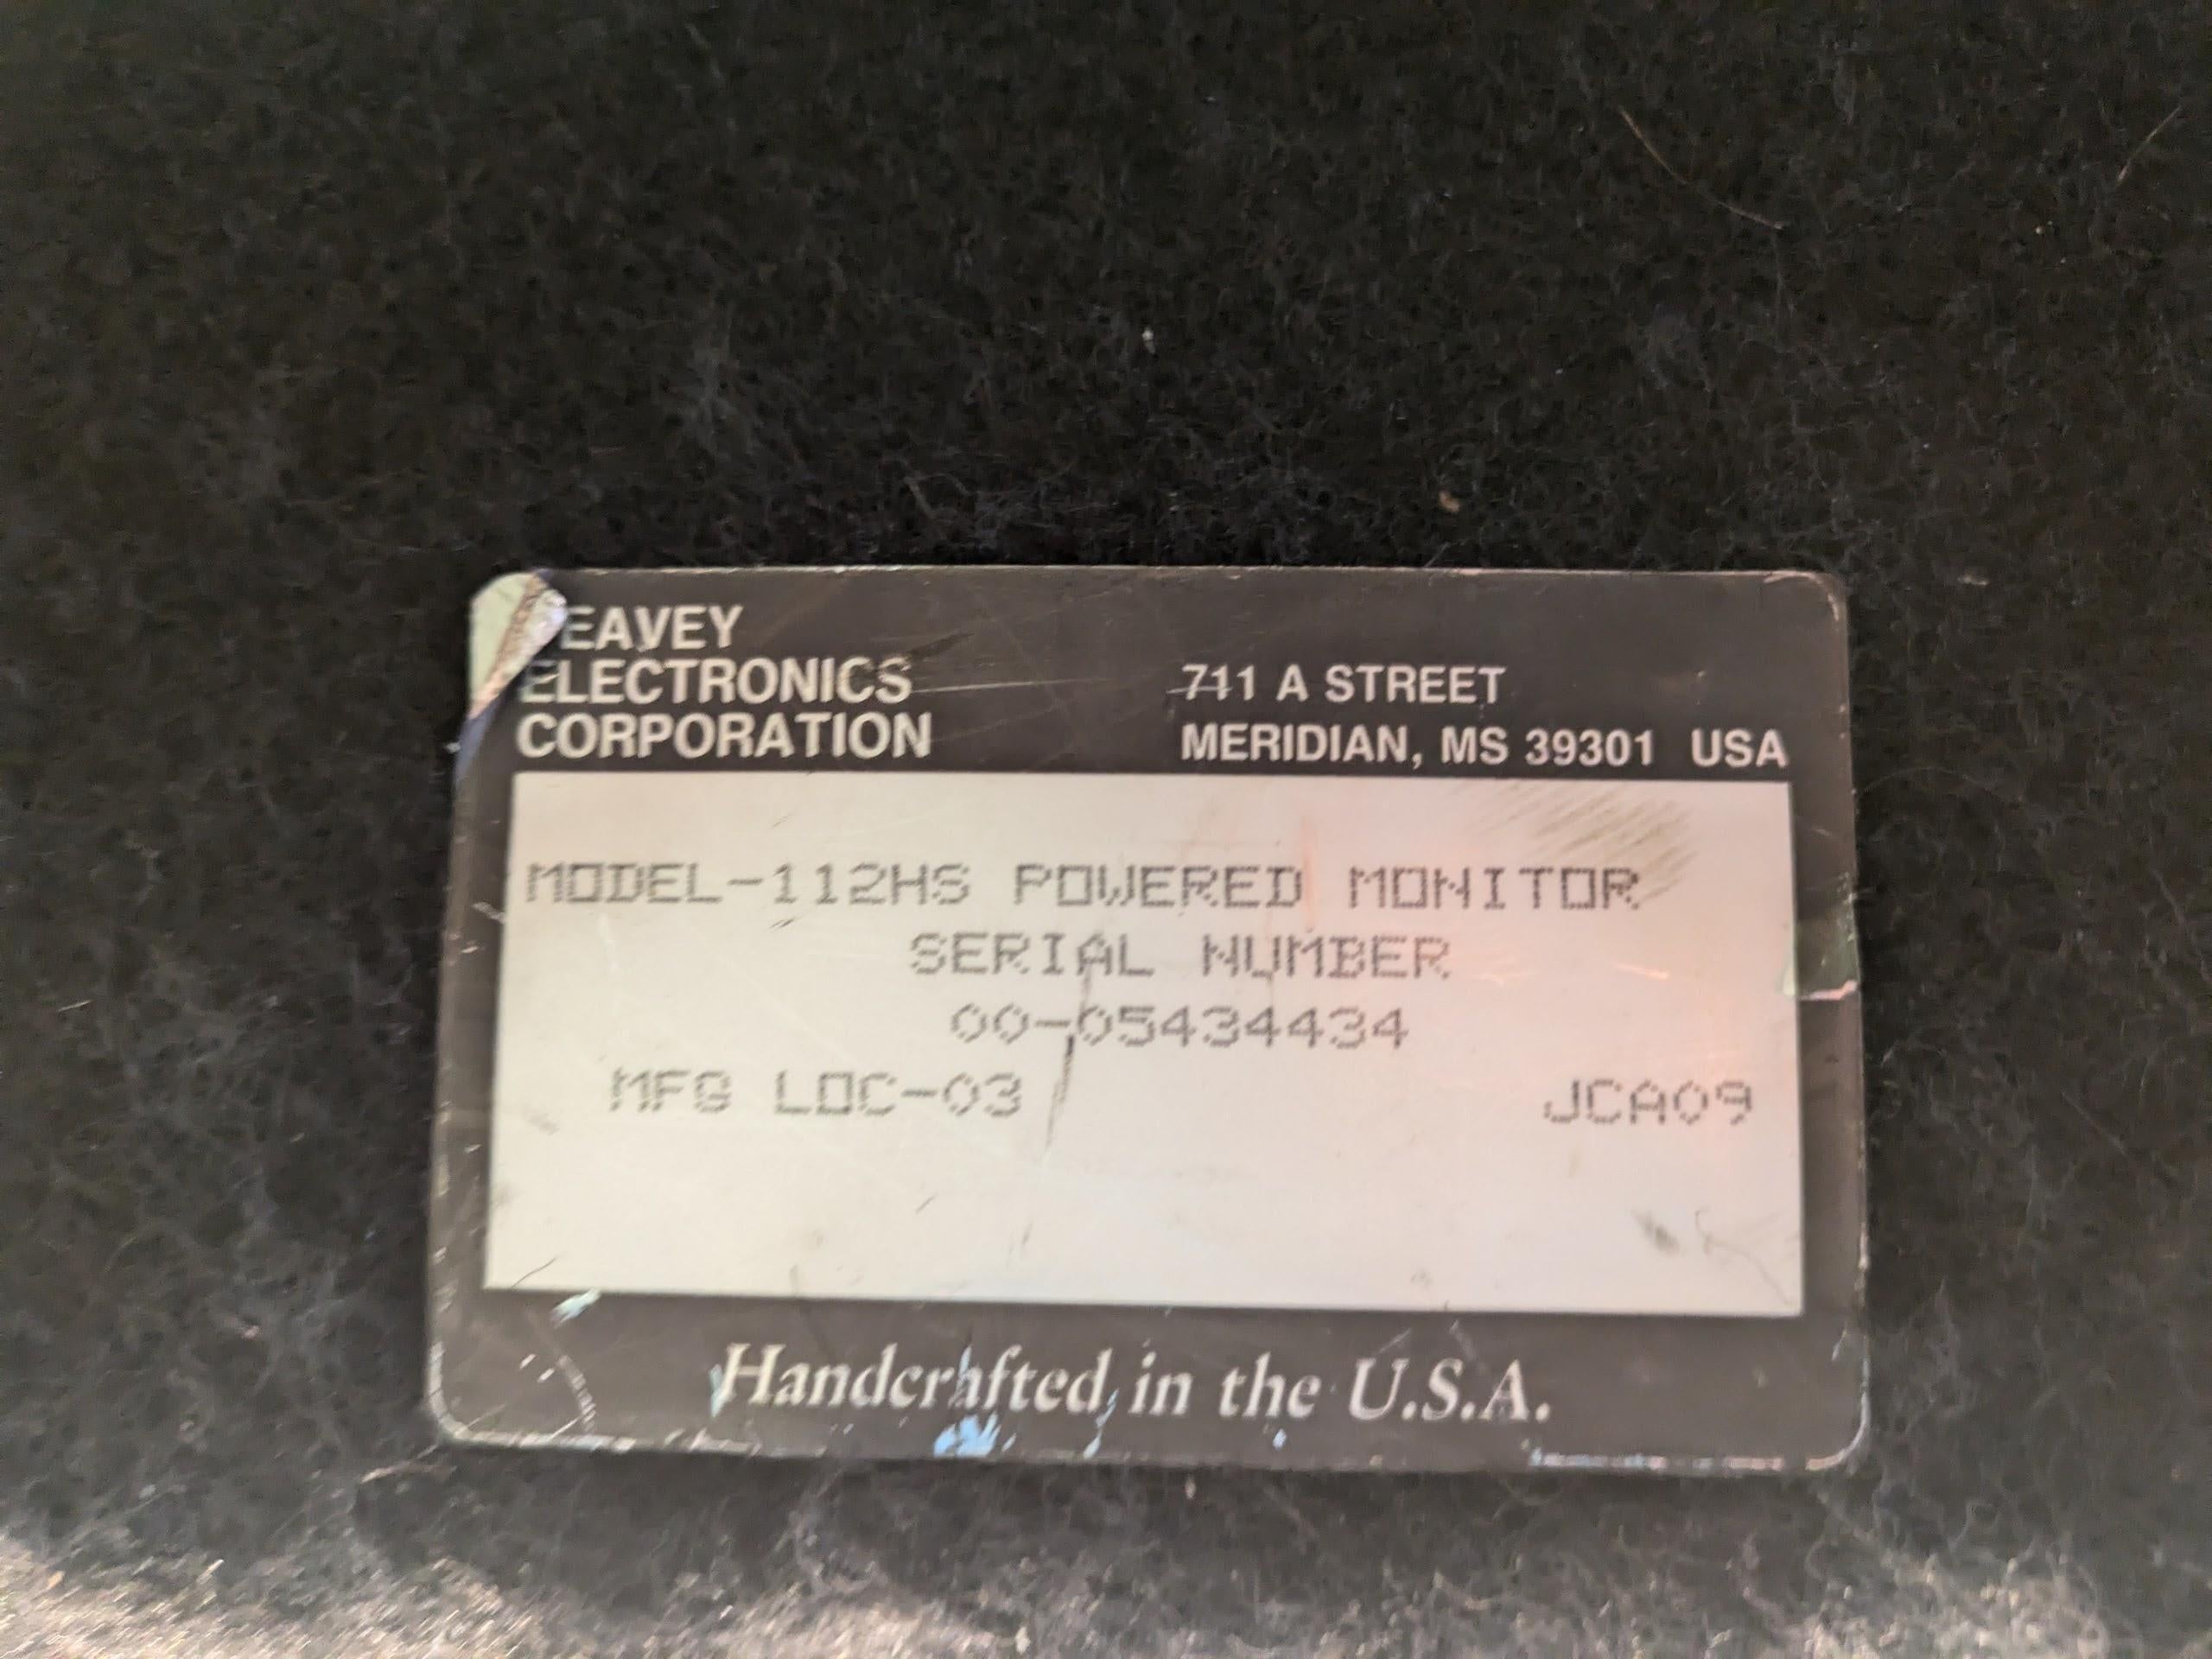 EAVEY
ELECTRONICS
CORPORATION
711 A STREET
MERIDIAN, MS 39301 USA
MODEL-112HS POWERED MONITOR
SERIAL NUMBER
00-05434434
MFG LOC-03 JCA09
Handcrafted in the U.S.A.